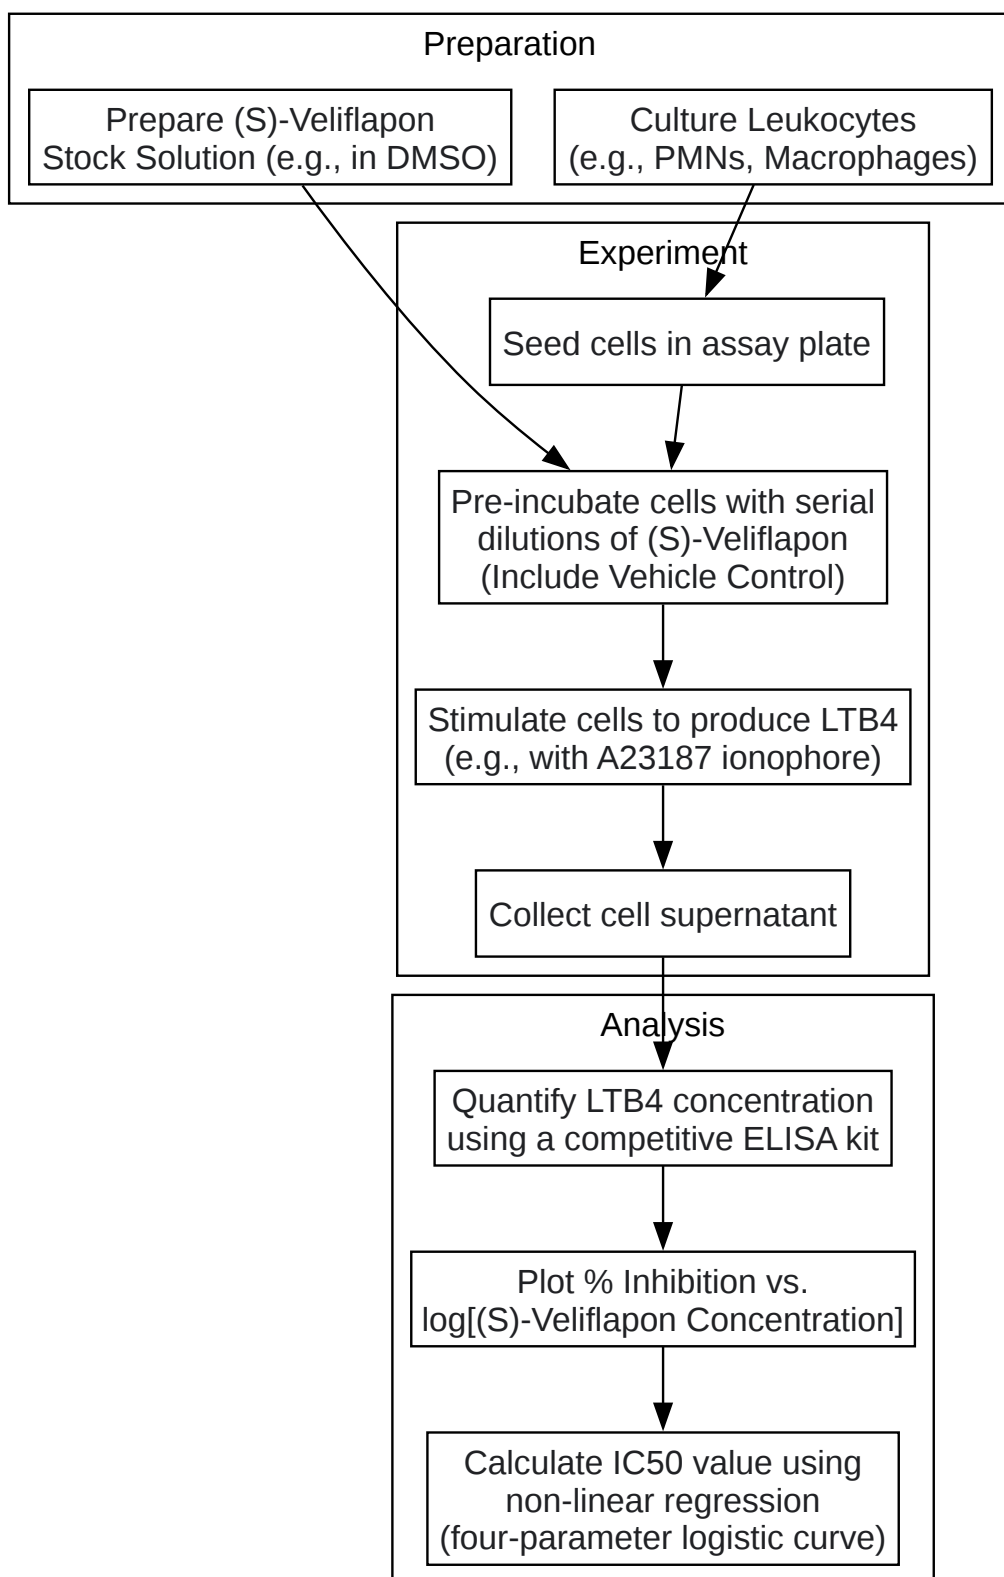 Preparation
Prepare (S)-Veliflapon
Stock Solution (e.g., in DMSO)
Culture Leukocytes
(e.g., PMNs, Macrophages)
Experiment
Seed cells in assay plate
Pre-incubate cells with serial
dilutions of (S)-Veliflapon
(Include Vehicle Control)
Stimulate cells to produce LTB4
(e.g., with A23187 ionophore)
Collect cell supernatant
Analysis
Quantify LTB4 concentration
using a competitive ELISA kit
Plot % Inhibition vs.
log[(S)-Veliflapon Concentration]
Calculate IC50 value using
non-linear regression
(four-parameter logistic curve)